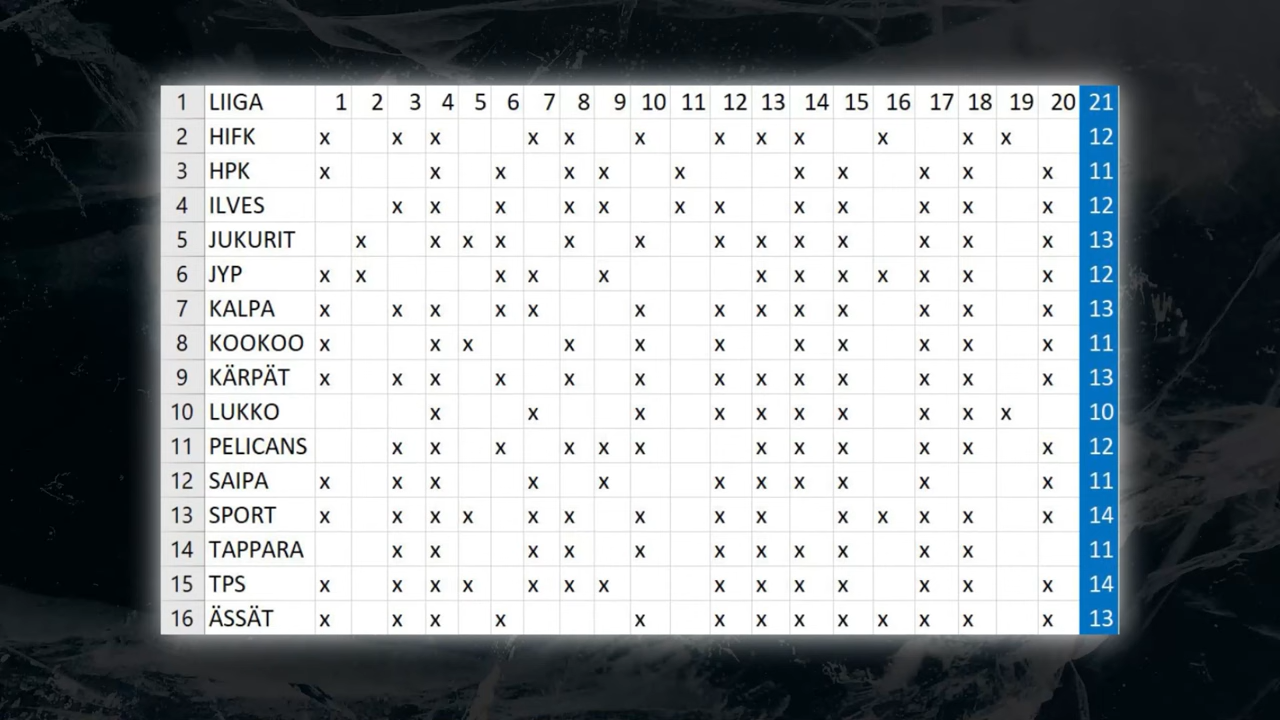 1 LIIGA 1 2 3 4 5 6 7 8 9 10 11 12 13 14 15 16 17 18 19 20 21
2 HIFK x x x x x x x x x x x x 12
3 HPK x x x x x x x x x x x 11
4 ILVES x x x x x x x x x x x x 12
5 JUKURIT x x x x x x x x x x x x x 13
6 JYP x x x x x x x x x x x x 12
7 KALPA x x x x x x x x x x x x x 13
8 KOOKOO x x x x x x x x x x x 11
9 KÄRPÄT x x x x x x x x x x x x x 13
10 LUKKO x x x x x x x x x x 10
11 PELICANS x x x x x x x x x x x x 12
12 SAIPA x x x x x x x x x x x 11
13 SPORT x x x x x x x x x x x x x x 14
14 TAPPARA x x x x x x x x x x x 11
15 TPS x x x x x x x x x x x x x x 14
16 ÄSSÄT x x x x x x x x x x x x x 13